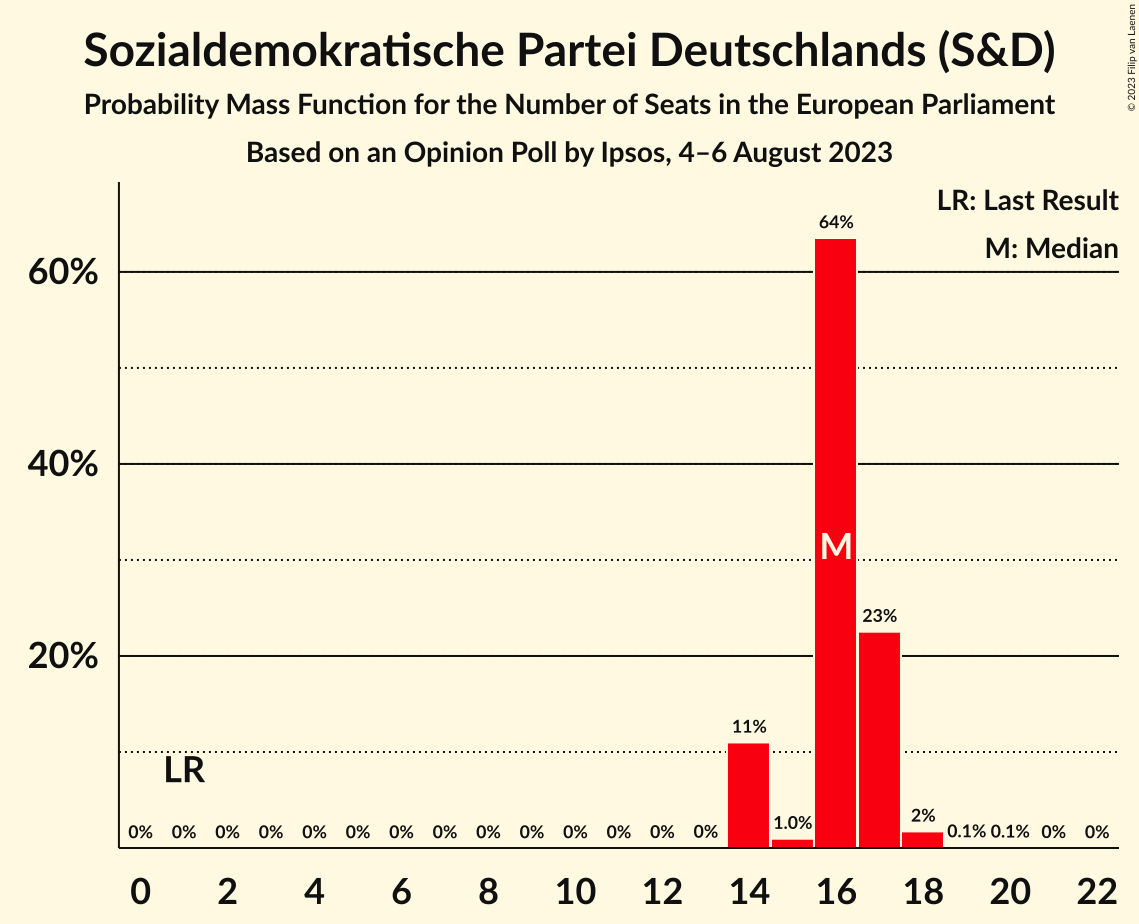 Sozialdemokratische Partei Deutschlands (S&D)
Probability Mass Function for the Number of Seats in the European Parliament
Based on an Opinion Poll by Ipsos, 4–6 August 2023
© 2023 Filip van Laenen
LR: Last Result
M: Median
64%
60%
40%
M
23%
20%
11%
LR
0% 0% 0% 0% 0% 0% 0% 0% 0% 0% 0% 0% 0% 0% 1.0% 2% 0.1% 0.1% 0% 0%
0 2 4 6 8 10 12 14 16 18 20 22